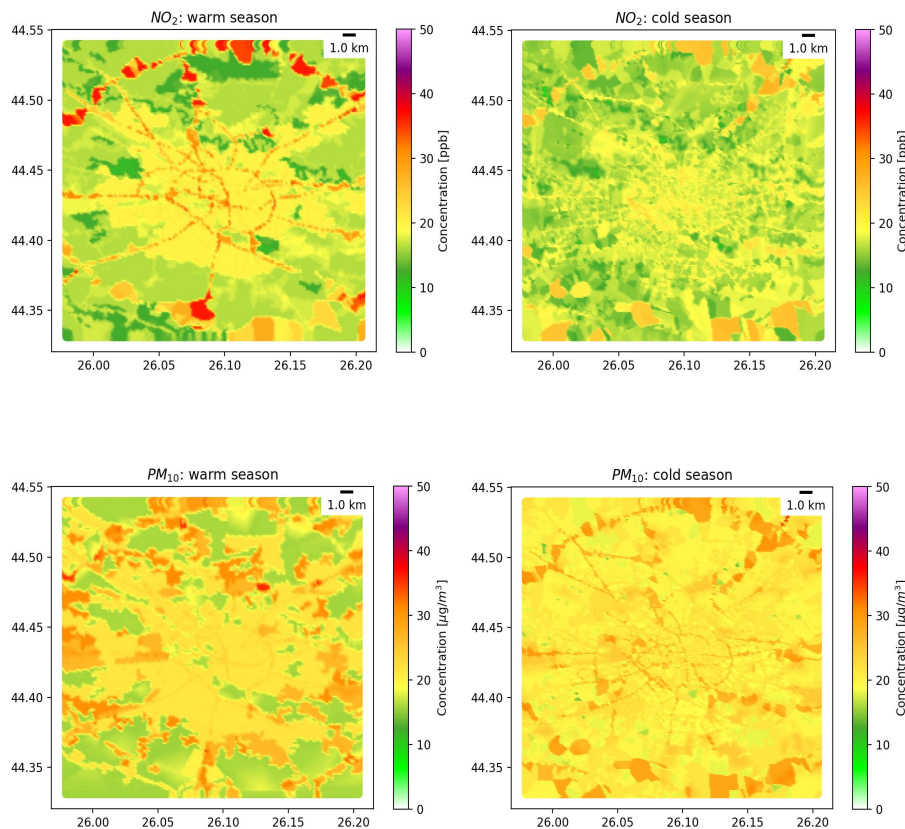 NO2: warm season
44.55
44.50
44.45
44.40
44.35
26.00 26.05 26.10 26.15 26.20
1.0 km
50
40
30
20
10
0
Concentration [ppb]
NO2: cold season
44.55
44.50
44.45
44.40
44.35
26.00 26.05 26.10 26.15 26.20
1.0 km
50
40
30
20
10
0
Concentration [ppb]
PM10: warm season
44.55
44.50
44.45
44.40
44.35
26.00 26.05 26.10 26.15 26.20
1.0 km
50
40
30
20
10
0
Concentration [μg/m³]
PM10: cold season
44.55
44.50
44.45
44.40
44.35
26.00 26.05 26.10 26.15 26.20
1.0 km
50
40
30
20
10
0
Concentration [μg/m³]